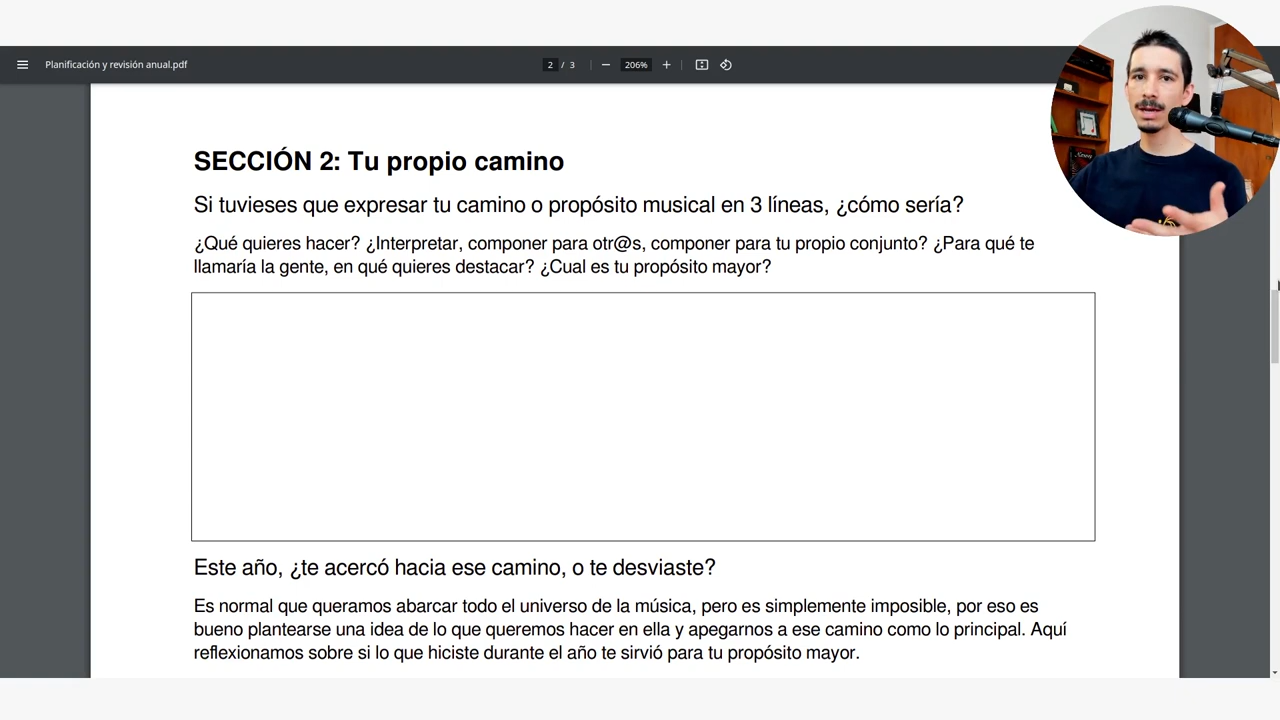 Planificación y revisión anual.pdf
2 / 3
206%
SECCIÓN 2: Tu propio camino
Si tuvieses que expresar tu camino o propósito musical en 3 líneas, ¿cómo sería?
¿Qué quieres hacer? ¿Interpretar, componer para otr@s, componer para tu propio conjunto? ¿Para qué te
llamaría la gente, en qué quieres destacar? ¿Cual es tu propósito mayor?
Este año, ¿te acercó hacia ese camino, o te desviaste?
Es normal que queramos abarcar todo el universo de la música, pero es simplemente imposible, por eso es
bueno plantearse una idea de lo que queremos hacer en ella y apegarnos a ese camino como lo principal. Aquí
reflexionamos sobre si lo que hiciste durante el año te sirvió para tu propósito mayor.